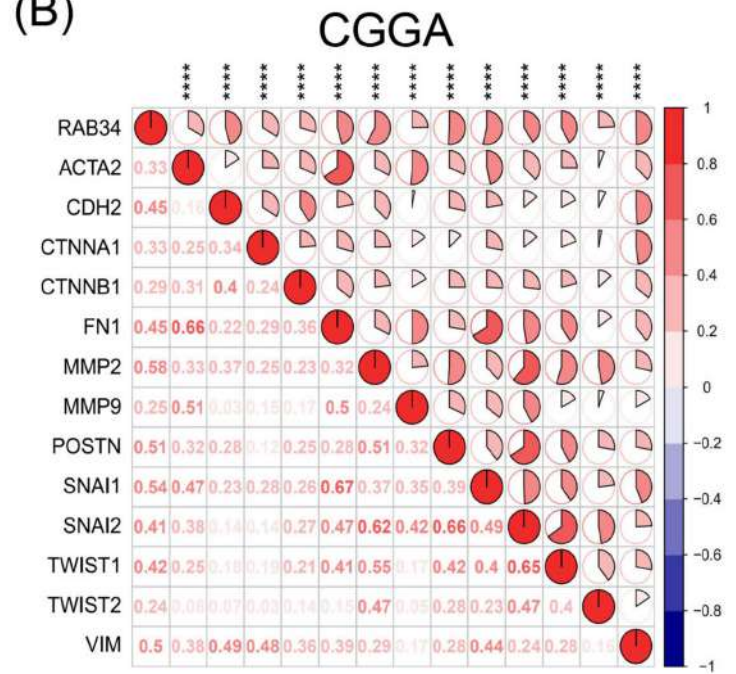 (B)
CGGA
**** **** **** **** **** **** **** **** **** **** **** **** ****
RAB34
ACTA2 0.33
CDH2 0.45 0.16
CTNNA1 0.33 0.25 0.34
CTNNB1 0.29 0.31 0.4 0.24
FN1 0.45 0.66 0.22 0.29 0.36
MMP2 0.58 0.33 0.37 0.25 0.23 0.32
MMP9 0.25 0.51 0.03 0.15 0.17 0.5 0.24
POSTN 0.51 0.32 0.28 0.12 0.25 0.28 0.51 0.32
SNAI1 0.54 0.47 0.23 0.28 0.26 0.67 0.37 0.35 0.39
SNAI2 0.41 0.38 0.14 0.14 0.27 0.47 0.62 0.42 0.66 0.49
TWIST1 0.42 0.25 0.18 0.19 0.21 0.41 0.55 0.17 0.42 0.4 0.65
TWIST2 0.24 0.06 0.07 0.03 0.14 0.15 0.47 0.05 0.28 0.23 0.47 0.4
VIM 0.5 0.38 0.49 0.48 0.36 0.39 0.29 0.17 0.28 0.44 0.24 0.28 0.16
1
0.8
0.6
0.4
0.2
0
−0.2
−0.4
−0.6
−0.8
−1